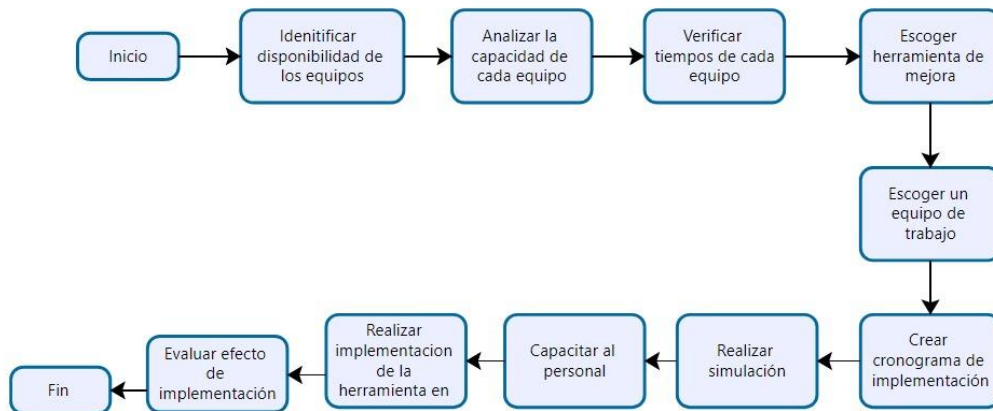 Inicio
Idenitificar
disponibilidad de
los equipos
Analizar la
capacidad de
cada equipo
Verificar
tiempos de cada
equipo
Escoger
herramienta de
mejora
Escoger un
equipo de
trabajo
Crear
cronograma de
implementación
Realizar
simulación
Capacitar al
personal
Realizar
implementacion
de la
herramienta en
Evaluar efecto
de
implementación
Fin